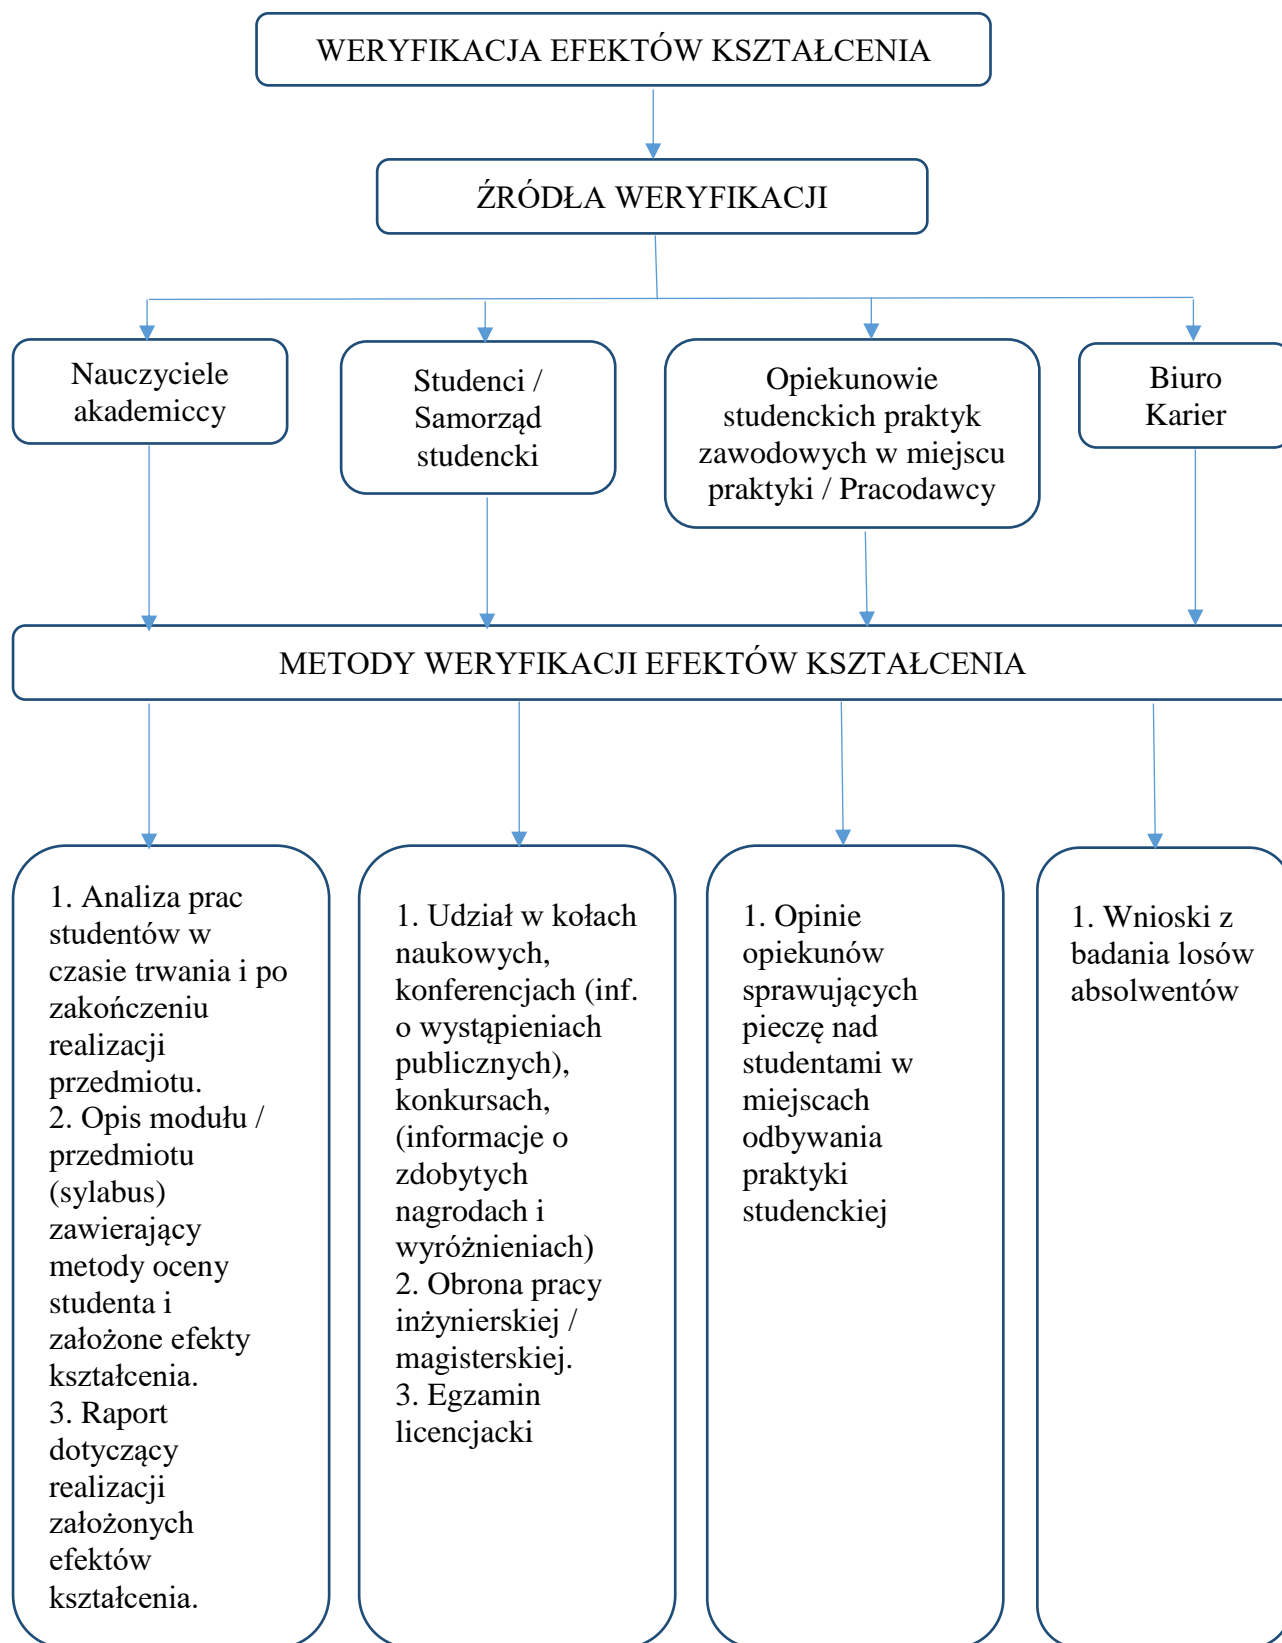 WERYFIKACJA EFEKTÓW KSZTAŁCENIA
ŹRÓDŁA WERYFIKACJI
Nauczyciele
akademiccy
Studenci /
Samorząd
studencki
Opiekunowie
studenckich praktyk
zawodowych w miejscu
praktyki / Pracodawcy
Biuro
Karier
METODY WERYFIKACJI EFEKTÓW KSZTAŁCENIA
1. Analiza prac
studentów w
czasie trwania i po
zakończeniu
realizacji
przedmiotu.
2. Opis modułu /
przedmiotu
(sylabus)
zawierający
metody oceny
studenta i
założone efekty
kształcenia.
3. Raport
dotyczący
realizacji
założonych
efektów
kształcenia.
1. Udział w kołach
naukowych,
konferencjach (inf.
o wystąpieniach
publicznych),
konkursach,
(informacje o
zdobytych
nagrodach i
wyróżnieniach)
2. Obrona pracy
inżynierskiej /
magisterskiej.
3. Egzamin
licencjacki
1. Opinie
opiekunów
sprawujących
pieczę nad
studentami w
miejscach
odbywania
praktyki
studenckiej
1. Wnioski z
badania losów
absolwentów